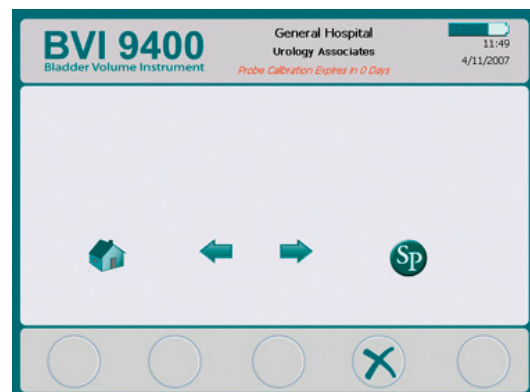 BVI 9400
Bladder Volume Instrument
General Hospital
Urology Associates
Probe Calibration Expires in 0 Days
11:49
4/11/2007
SP